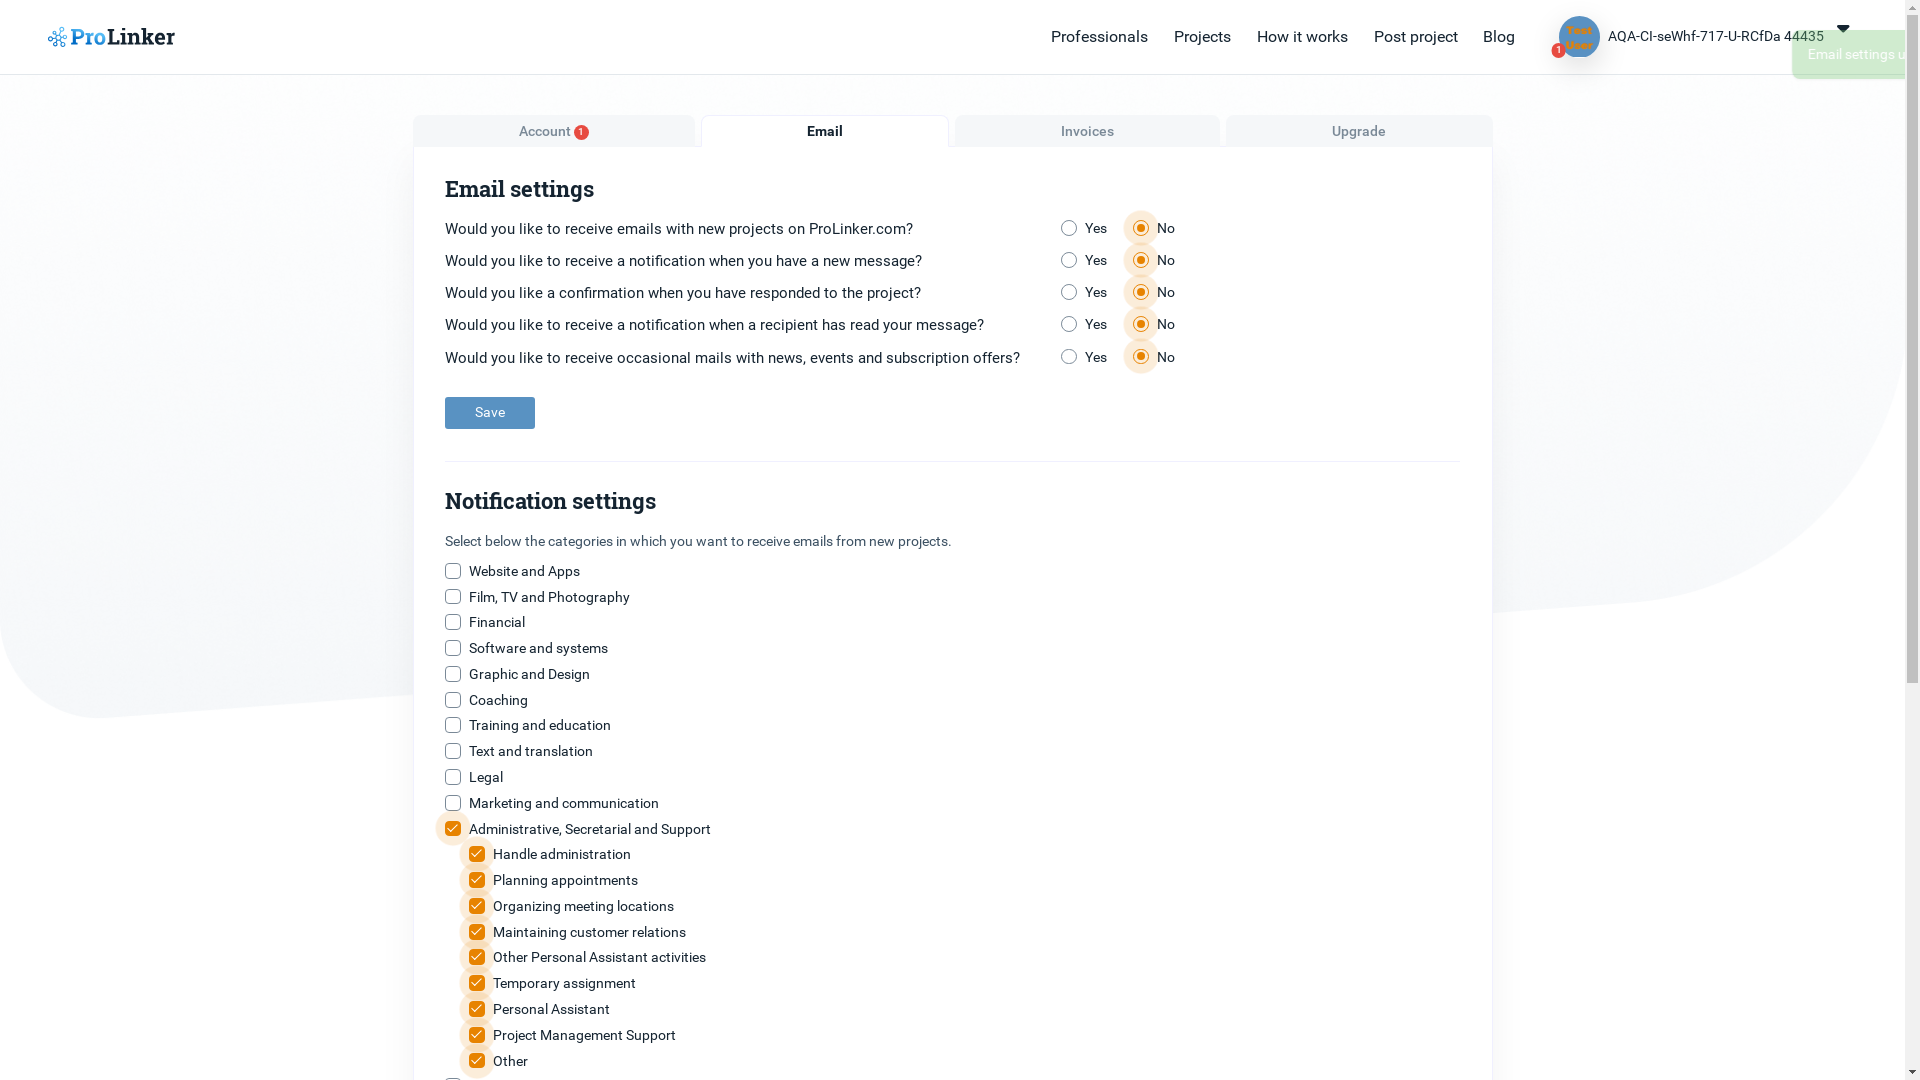 ProLinker
Professionals
Projects
How it works
Post project
Blog
Test
User
1
AQA-CI-seWhf-717-U-RCfDa 44435
Email settings u
Account 1
Email
Invoices
Upgrade
Email settings
Would you like to receive emails with new projects on ProLinker.com? Yes No
Would you like to receive a notification when you have a new message? Yes No
Would you like a confirmation when you have responded to the project? Yes No
Would you like to receive a notification when a recipient has read your message? Yes No
Would you like to receive occasional mails with news, events and subscription offers? Yes No
Save
Notification settings
Select below the categories in which you want to receive emails from new projects.
Website and Apps
Film, TV and Photography
Financial
Software and systems
Graphic and Design
Coaching
Training and education
Text and translation
Legal
Marketing and communication
Administrative, Secretarial and Support
Handle administration
Planning appointments
Organizing meeting locations
Maintaining customer relations
Other Personal Assistant activities
Temporary assignment
Personal Assistant
Project Management Support
Other